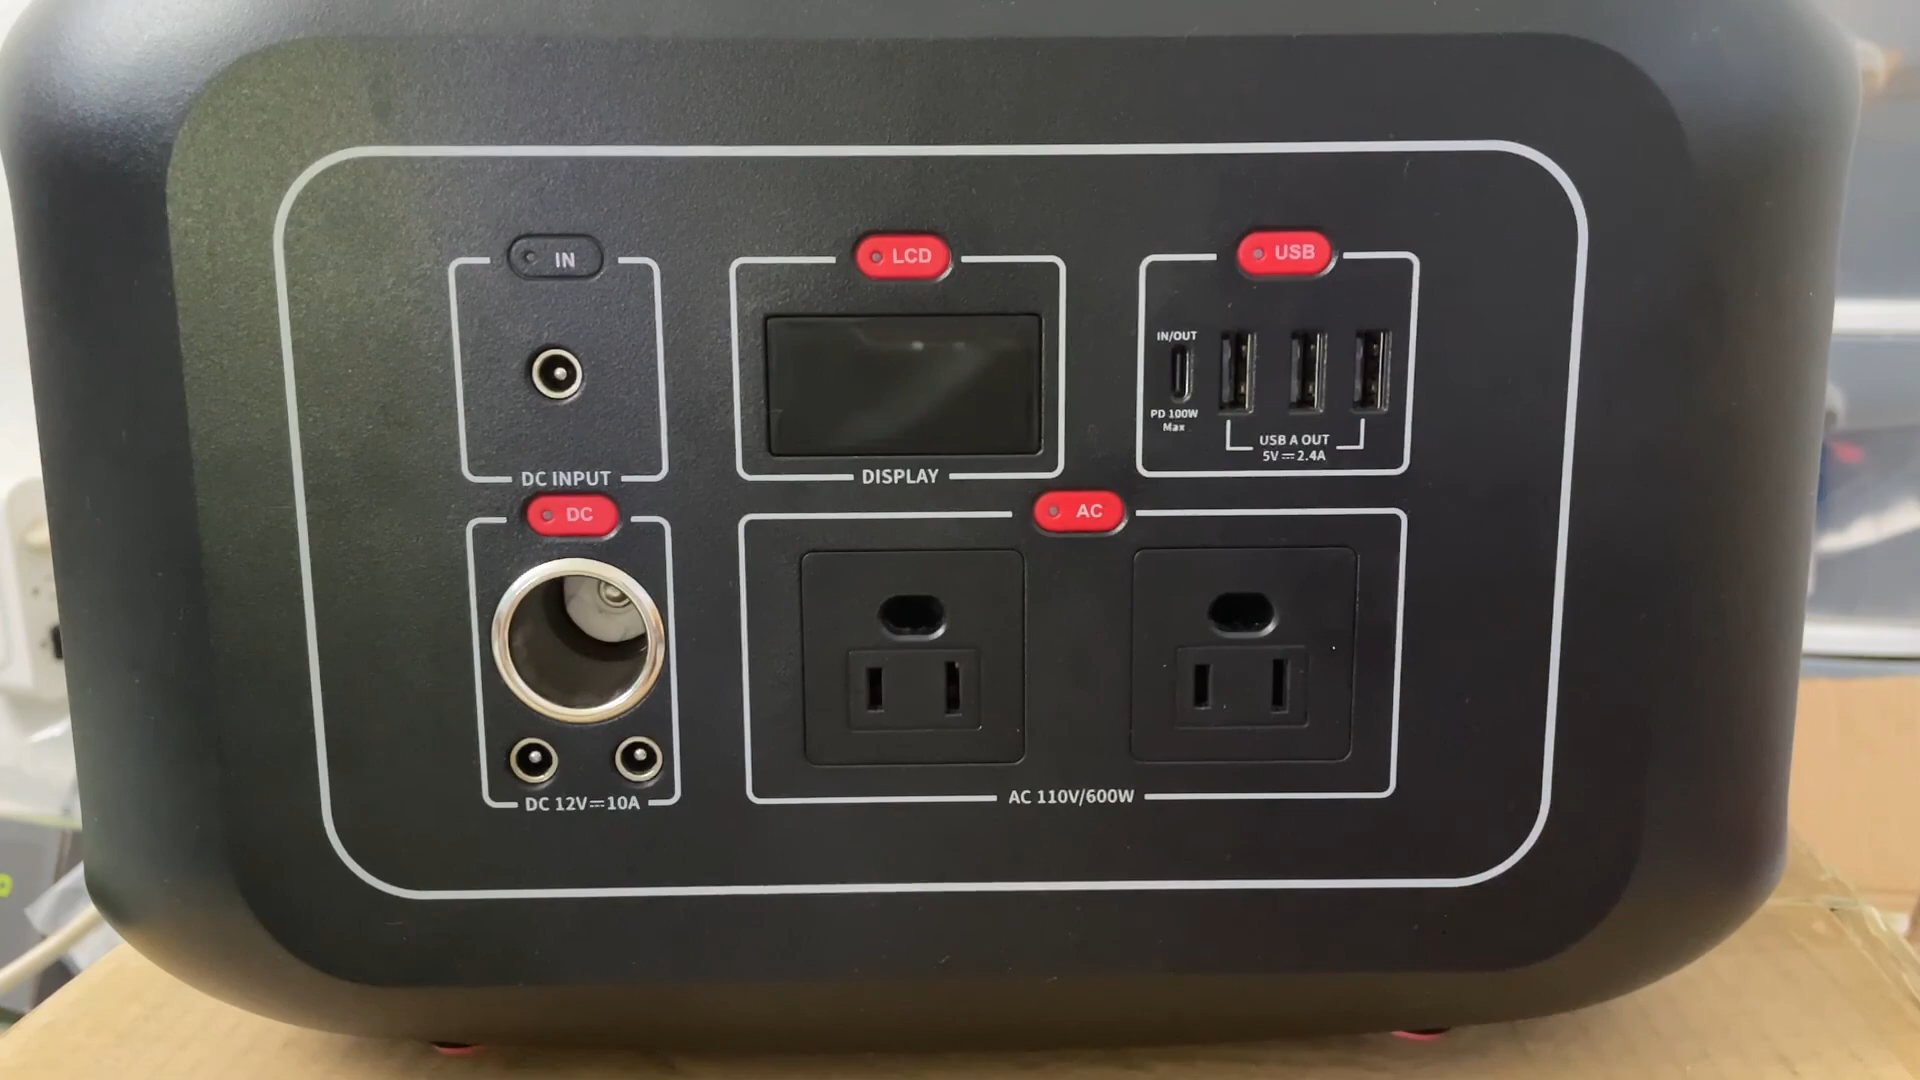 IN
DC INPUT
LCD
DISPLAY
USB
IN/OUT
PD 100W
Max
USB A OUT
5V⎓2.4A
DC
DC 12V⎓10A
AC
AC 110V/600W